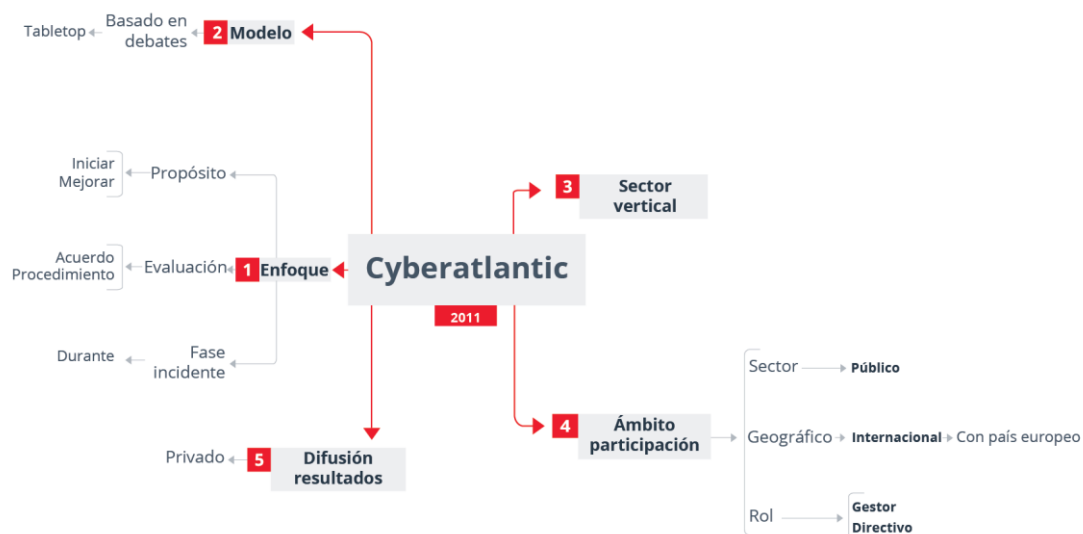 Tabletop
Basado en
debates
2 Modelo
Iniciar
Mejorar
Propósito
Acuerdo
Procedimiento
Evaluación
1 Enfoque
Durante
Fase
incidente
Cyberatlantic
2011
3 Sector
vertical
4 Ámbito
participación
Sector
Público
Geográfico
Internacional
Con país europeo
Rol
Gestor
Directivo
Privado
5 Difusión
resultados